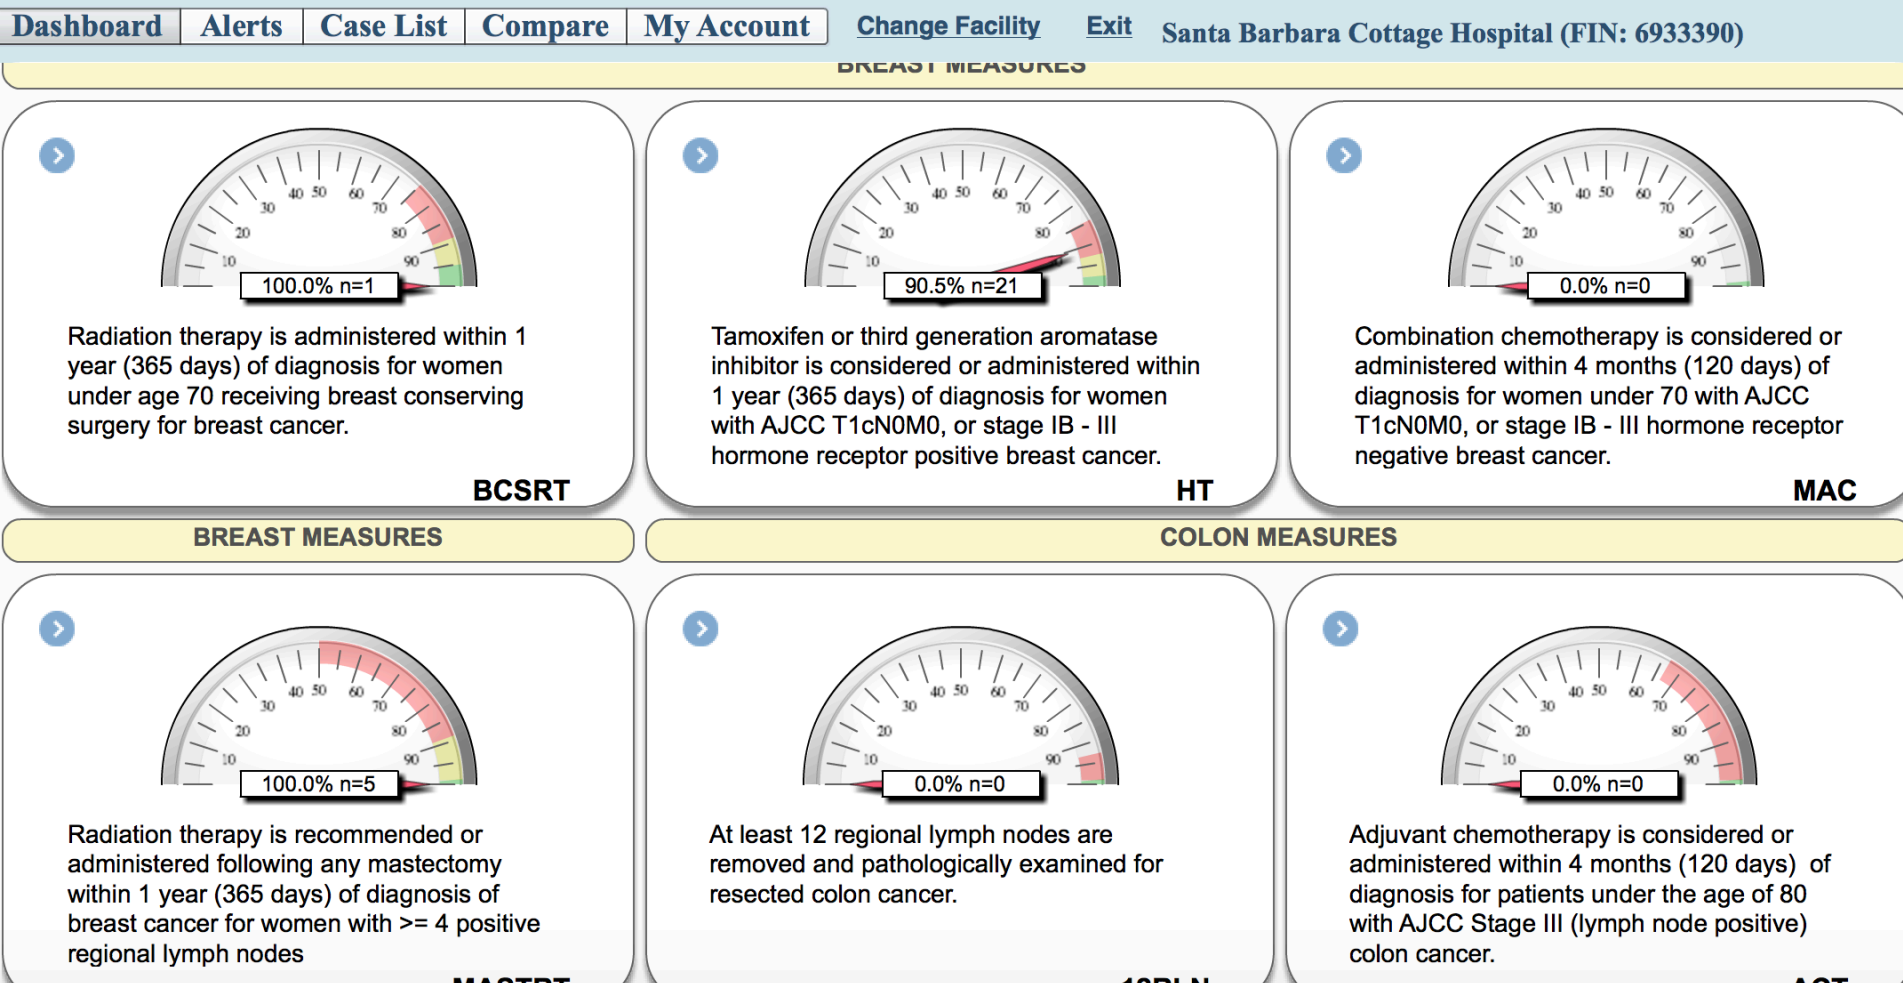 Dashboard Alerts Case List Compare My Account Change Facility Exit Santa Barbara Cottage Hospital (FIN: 6933390)
BREAST MEASURES
10 20 30 40 50 60 70 80 90
100.0% n=1
Radiation therapy is administered within 1
year (365 days) of diagnosis for women
under age 70 receiving breast conserving
surgery for breast cancer.
BCSRT
10 20 30 40 50 60 70 80
90.5% n=21
Tamoxifen or third generation aromatase
inhibitor is considered or administered within
1 year (365 days) of diagnosis for women
with AJCC T1cN0M0, or stage IB - III
hormone receptor positive breast cancer.
HT
10 20 30 40 50 60 70 80 90
0.0% n=0
Combination chemotherapy is considered or
administered within 4 months (120 days) of
diagnosis for women under 70 with AJCC
T1cN0M0, or stage IB - III hormone receptor
negative breast cancer.
MAC
BREAST MEASURES
COLON MEASURES
10 20 30 40 50 60 70 80 90
100.0% n=5
Radiation therapy is recommended or
administered following any mastectomy
within 1 year (365 days) of diagnosis of
breast cancer for women with >= 4 positive
regional lymph nodes
MASTRT
10 20 30 40 50 60 70 80 90
0.0% n=0
At least 12 regional lymph nodes are
removed and pathologically examined for
resected colon cancer.
12RLN
10 20 30 40 50 60 70 80 90
0.0% n=0
Adjuvant chemotherapy is considered or
administered within 4 months (120 days) of
diagnosis for patients under the age of 80
with AJCC Stage III (lymph node positive)
colon cancer.
ACT